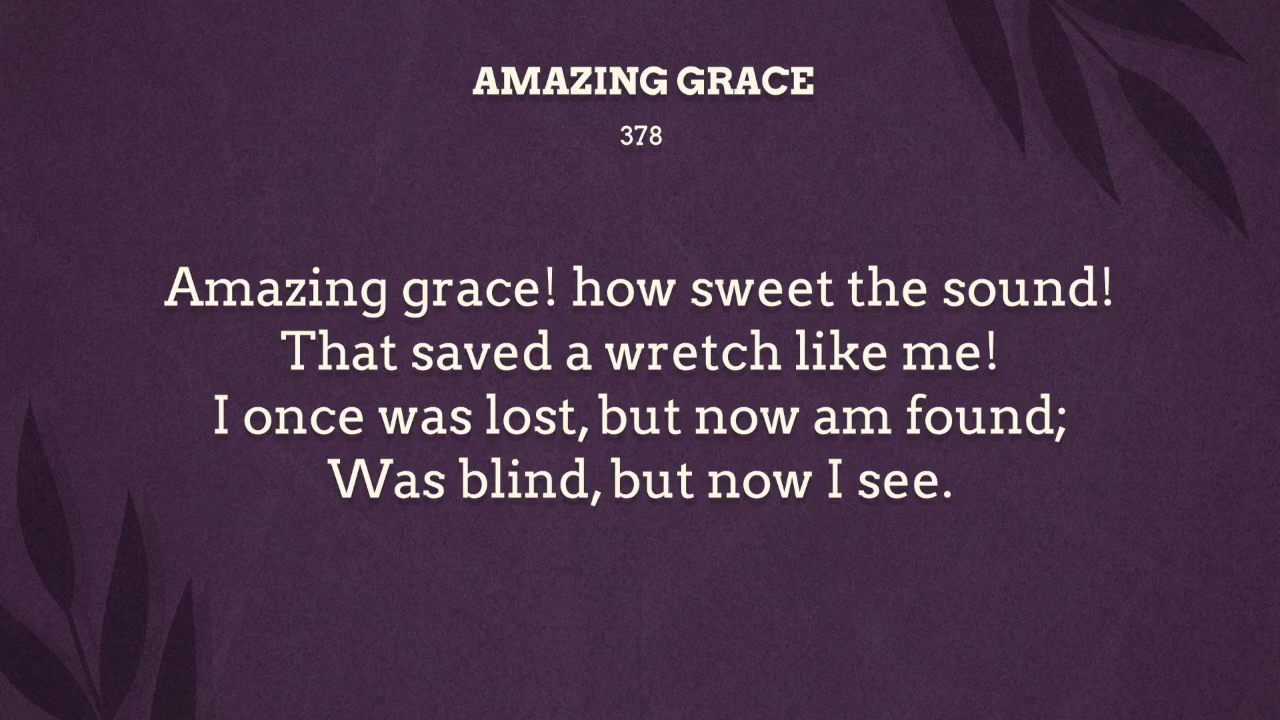 AMAZING GRACE
378
Amazing grace! how sweet the sound!
That saved a wretch like me!
I once was lost, but now am found;
Was blind, but now I see.